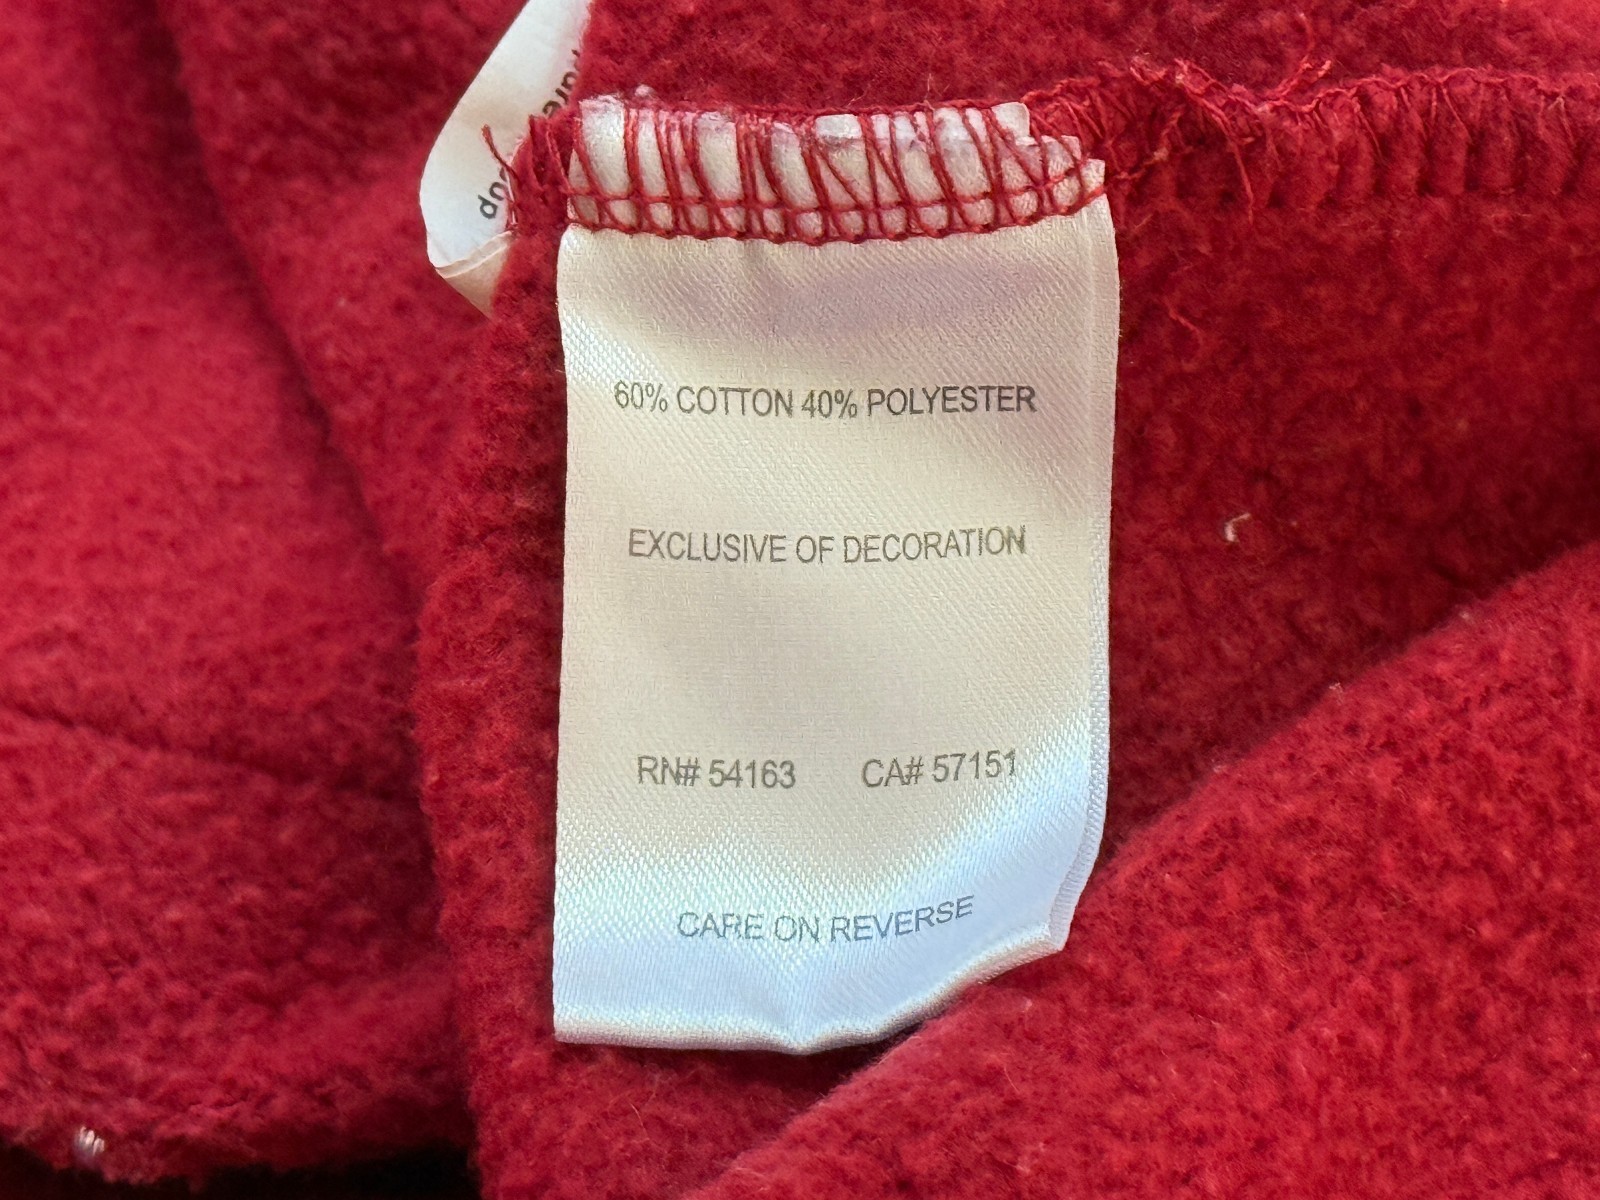 60% COTTON 40% POLYESTER
EXCLUSIVE OF DECORATION
RN# 54163 CA# 57151
CARE ON REVERSE